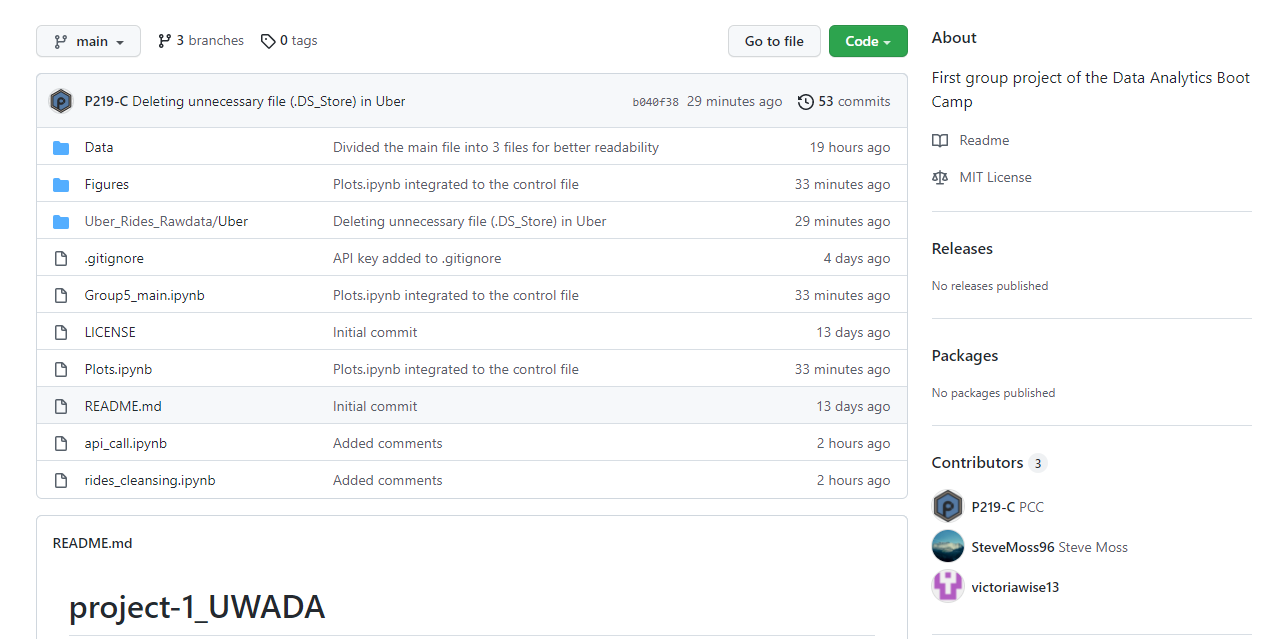 main
3 branches
0 tags
Go to file
Code
P219-C Deleting unnecessary file (.DS_Store) in Uber
b040f38 29 minutes ago
53 commits
Data Divided the main file into 3 files for better readability 19 hours ago
Figures Plots.ipynb integrated to the control file 33 minutes ago
Uber_Rides_Rawdata/Uber Deleting unnecessary file (.DS_Store) in Uber 29 minutes ago
.gitignore API key added to .gitignore 4 days ago
Group5_main.ipynb Plots.ipynb integrated to the control file 33 minutes ago
LICENSE Initial commit 13 days ago
Plots.ipynb Plots.ipynb integrated to the control file 33 minutes ago
README.md Initial commit 13 days ago
api_call.ipynb Added comments 2 hours ago
rides_cleansing.ipynb Added comments 2 hours ago
README.md
project-1_UWADA
About
First group project of the Data Analytics Boot
Camp
Readme
MIT License
Releases
No releases published
Packages
No packages published
Contributors 3
P219-C PCC
SteveMoss96 Steve Moss
victoriawise13